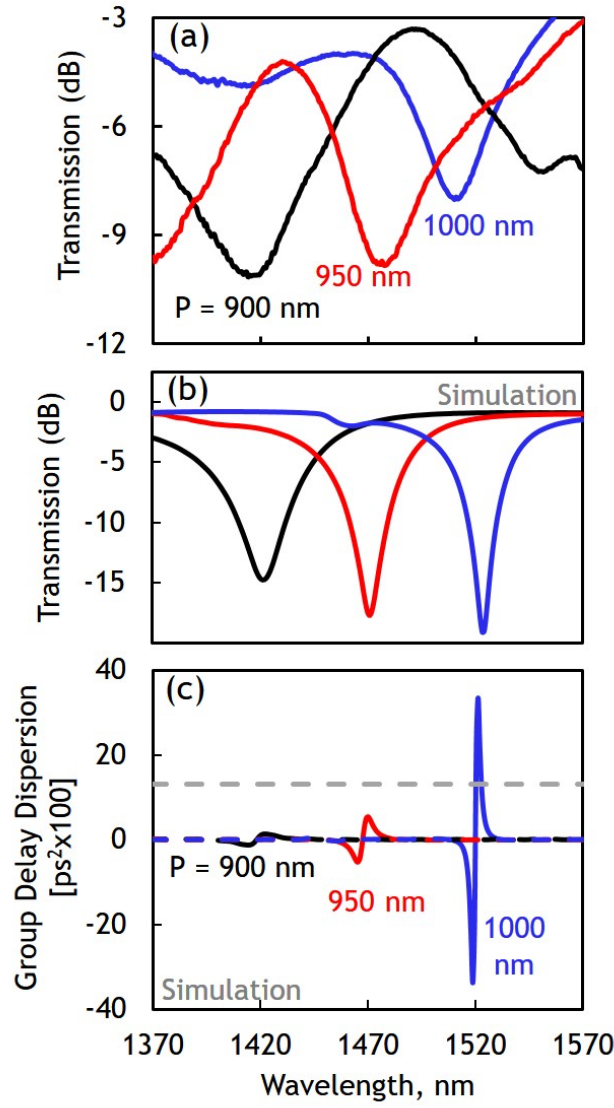 -3
(a)
-6
-9
-12
Transmission (dB)
1000 nm
950 nm
P = 900 nm
(b)
Simulation
0
-5
-10
-15
Transmission (dB)
(c)
40
20
0
-20
-40
Group Delay Dispersion
[ps²x100]
P = 900 nm
950 nm
1000
nm
Simulation
1370 1420 1470 1520 1570
Wavelength, nm